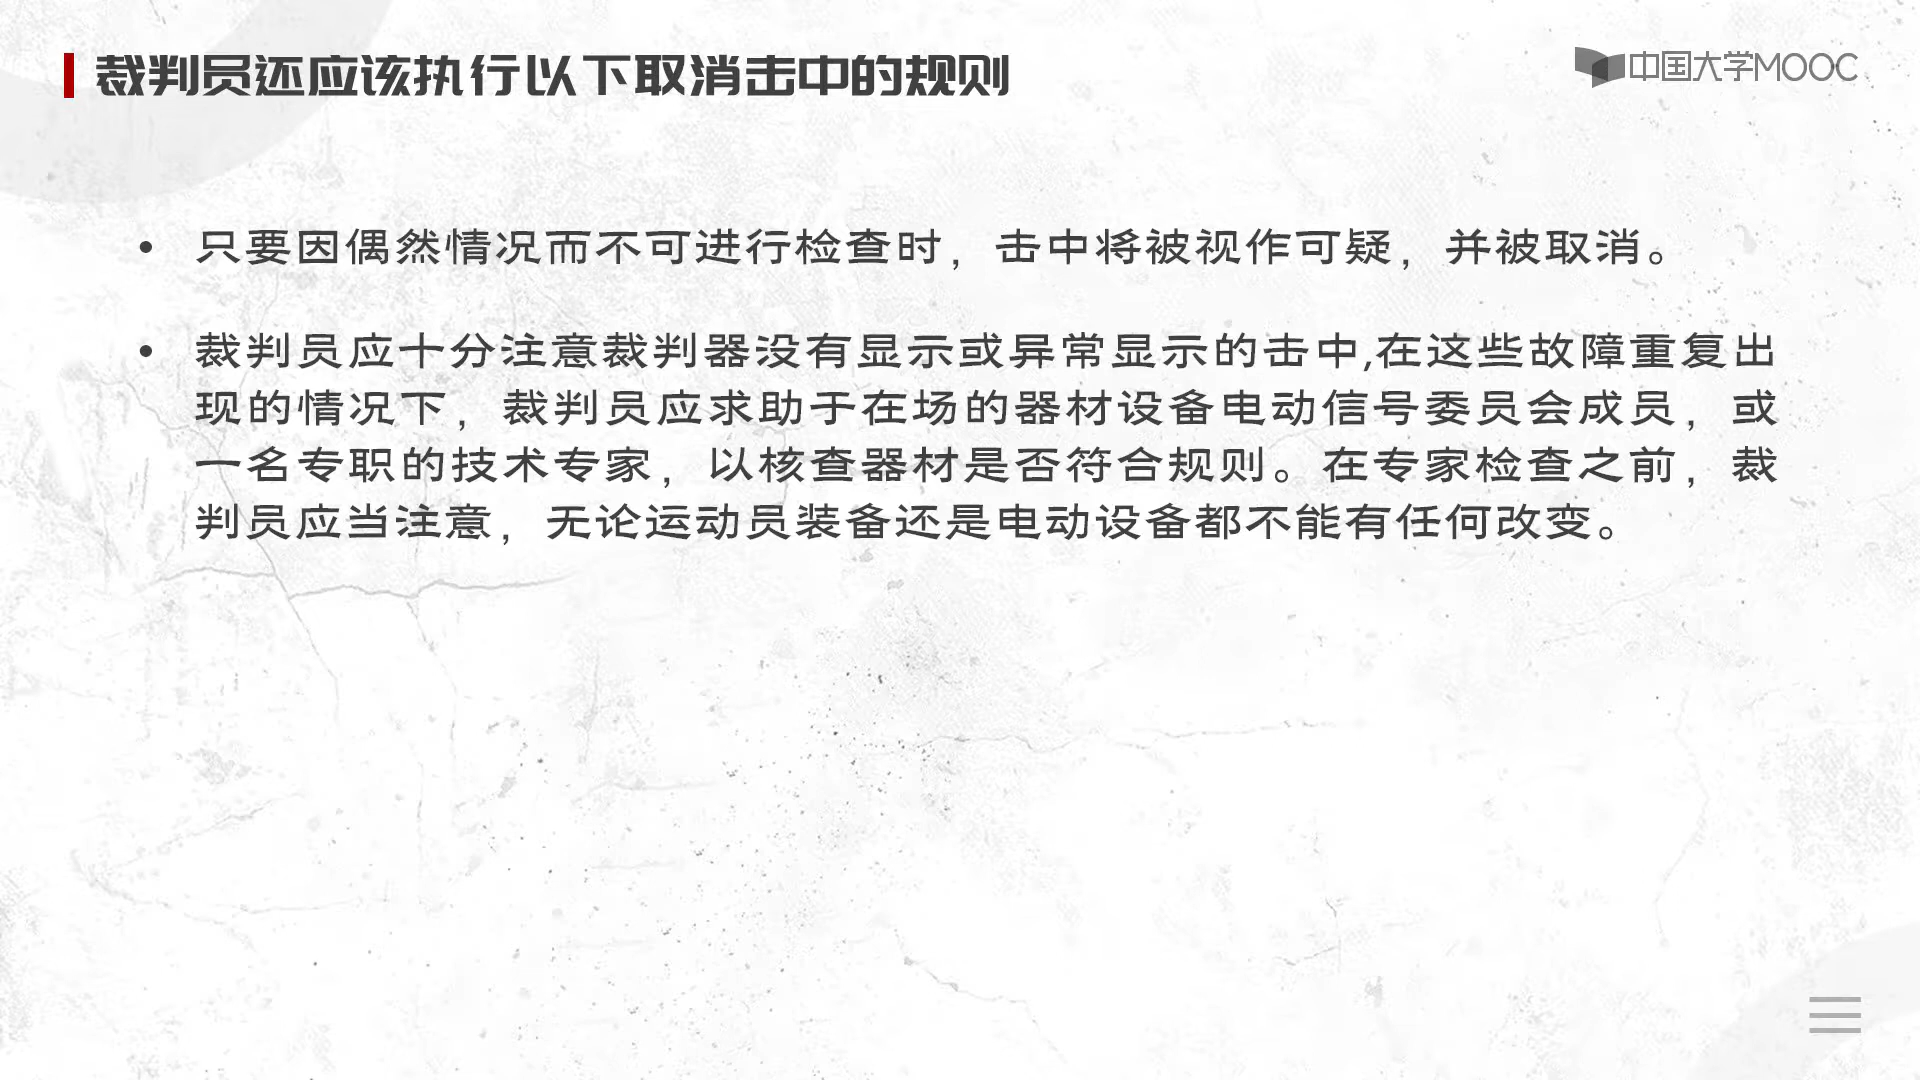 裁判员还应该执行以下取消击中的规则
中国大学MOOC
• 只要因偶然情况而不可进行检查时，击中将被视作可疑，并被取消。
• 裁判员应十分注意裁判器没有显示或异常显示的击中,在这些故障重复出
现的情况下，裁判员应求助于在场的器材设备电动信号委员会成员，或
一名专职的技术专家，以核查器材是否符合规则。在专家检查之前，裁
判员应当注意，无论运动员装备还是电动设备都不能有任何改变。